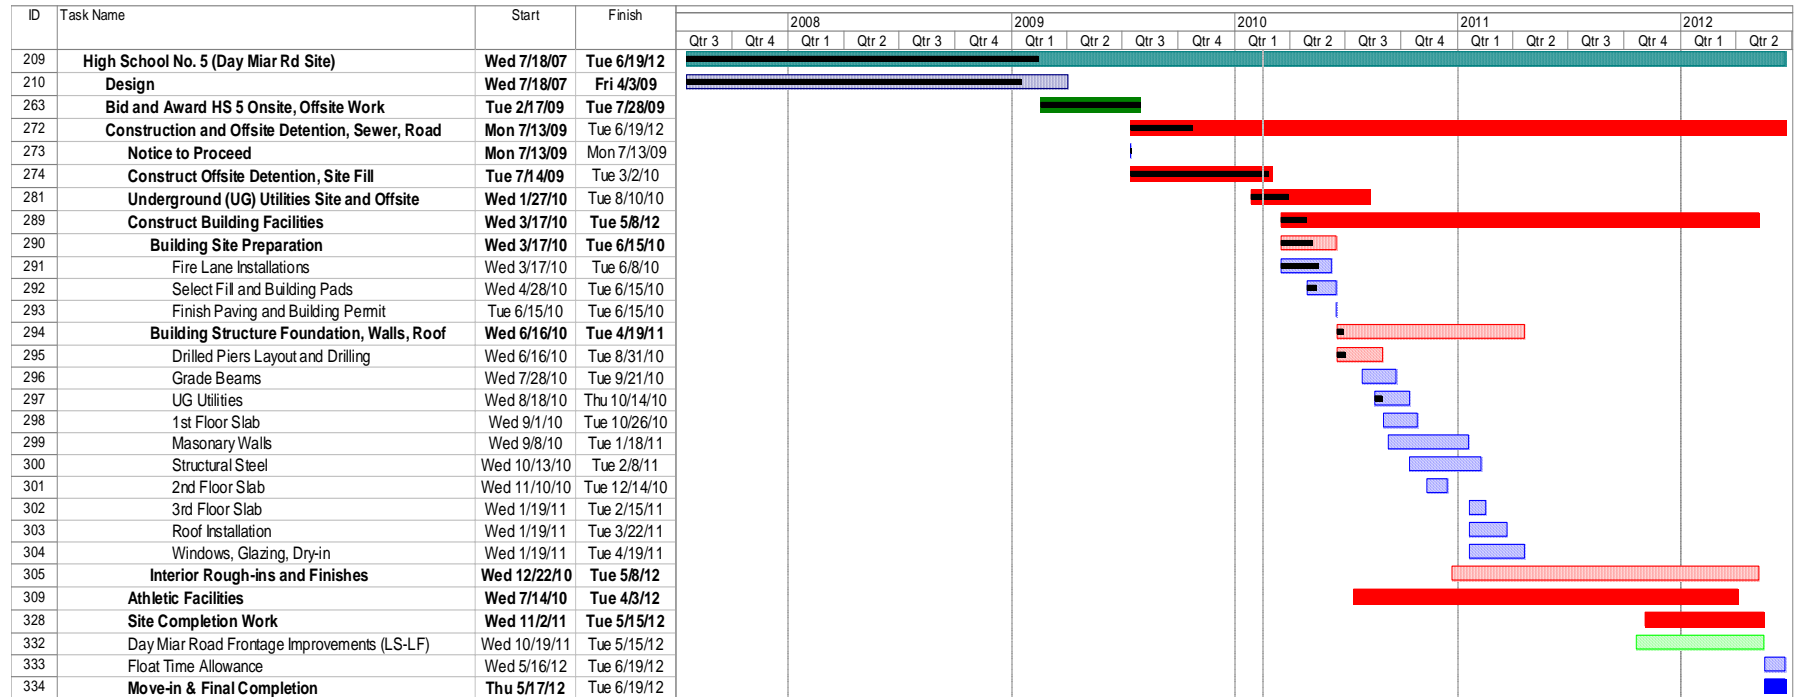 ID Task Name Start Finish
2008 2009 2010 2011 2012
Qtr 3 Qtr 4 Qtr 1 Qtr 2 Qtr 3 Qtr 4 Qtr 1 Qtr 2 Qtr 3 Qtr 4 Qtr 1 Qtr 2 Qtr 3 Qtr 4 Qtr 1 Qtr 2 Qtr 3 Qtr 4 Qtr 1 Qtr 2
209 High School No. 5 (Day Miar Rd Site) Wed 7/18/07 Tue 6/19/12
210 Design Wed 7/18/07 Fri 4/3/09
263 Bid and Award HS 5 Onsite, Offsite Work Tue 2/17/09 Tue 7/28/09
272 Construction and Offsite Detention, Sewer, Road Mon 7/13/09 Tue 6/19/12
273 Notice to Proceed Mon 7/13/09 Mon 7/13/09
274 Construct Offsite Detention, Site Fill Tue 7/14/09 Tue 3/2/10
281 Underground (UG) Utilities Site and Offsite Wed 1/27/10 Tue 8/10/10
289 Construct Building Facilities Wed 3/17/10 Tue 5/8/12
290 Building Site Preparation Wed 3/17/10 Tue 6/15/10
291 Fire Lane Installations Wed 3/17/10 Tue 6/8/10
292 Select Fill and Building Pads Wed 4/28/10 Tue 6/15/10
293 Finish Paving and Building Permit Tue 6/15/10 Tue 6/15/10
294 Building Structure Foundation, Walls, Roof Wed 6/16/10 Tue 4/19/11
295 Drilled Piers Layout and Drilling Wed 6/16/10 Tue 8/31/10
296 Grade Beams Wed 7/28/10 Tue 9/21/10
297 UG Utilities Wed 8/18/10 Thu 10/14/10
298 1st Floor Slab Wed 9/1/10 Tue 10/26/10
299 Masonary Walls Wed 9/8/10 Tue 1/18/11
300 Structural Steel Wed 10/13/10 Tue 2/8/11
301 2nd Floor Slab Wed 11/10/10 Tue 12/14/10
302 3rd Floor Slab Wed 1/19/11 Tue 2/15/11
303 Roof Installation Wed 1/19/11 Tue 3/22/11
304 Windows, Glazing, Dry-in Wed 1/19/11 Tue 4/19/11
305 Interior Rough-ins and Finishes Wed 12/22/10 Tue 5/8/12
309 Athletic Facilities Wed 7/14/10 Tue 4/3/12
328 Site Completion Work Wed 11/2/11 Tue 5/15/12
332 Day Miar Road Frontage Improvements (LS-LF) Wed 10/19/11 Tue 5/15/12
333 Float Time Allowance Wed 5/16/12 Tue 6/19/12
334 Move-in & Final Completion Thu 5/17/12 Tue 6/19/12